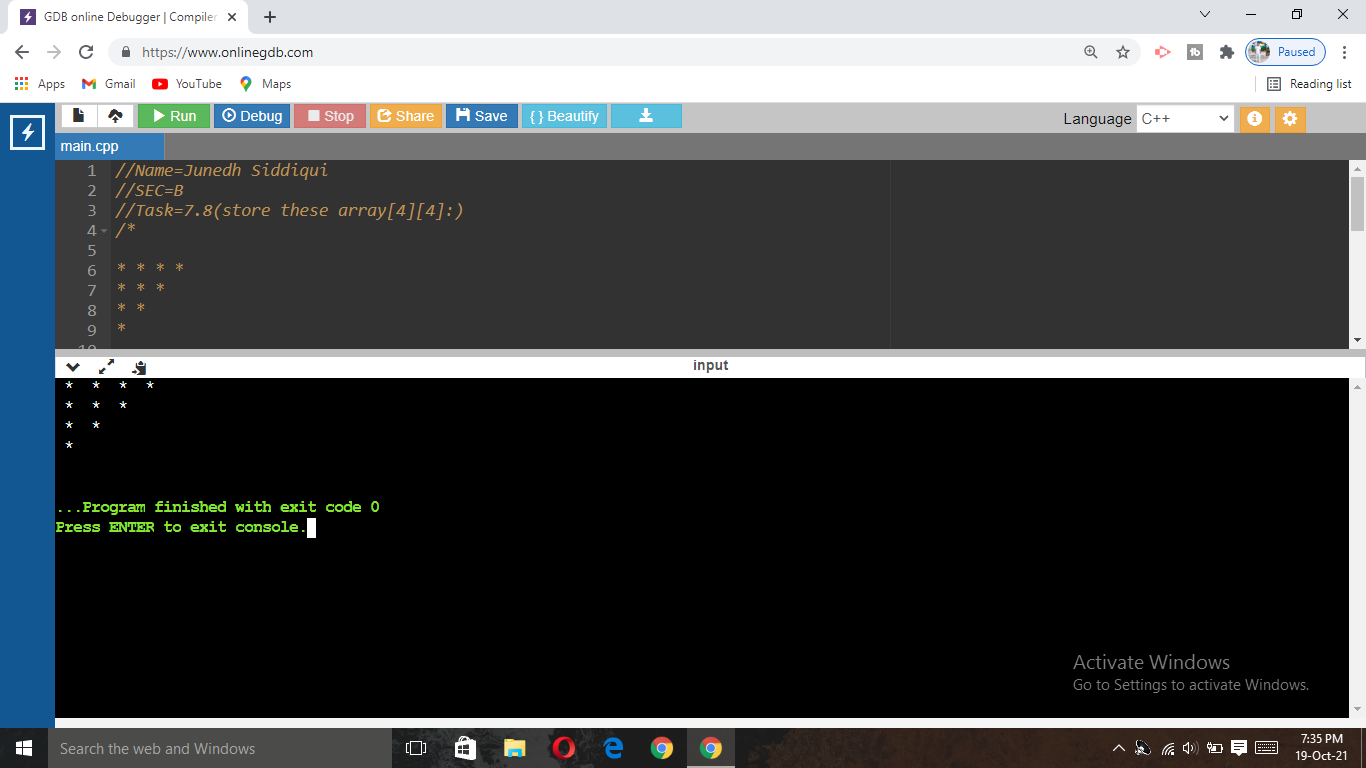 GDB online Debugger | Compiler
https://www.onlinegdb.com
Paused
Apps Gmail YouTube Maps Reading list
Run Debug Stop Share Save { } Beautify Language C++
main.cpp
1 //Name=Junedh Siddiqui
2 //SEC=B
3 //Task=7.8(store these array[4][4]:)
4 /*
5
6 * * * *
7 * * *
8 * *
9 *
10
input
* * * *
* * *
* *
*
...Program finished with exit code 0
Press ENTER to exit console.
Activate Windows
Go to Settings to activate Windows.
Search the web and Windows
7:35 PM
19-Oct-21